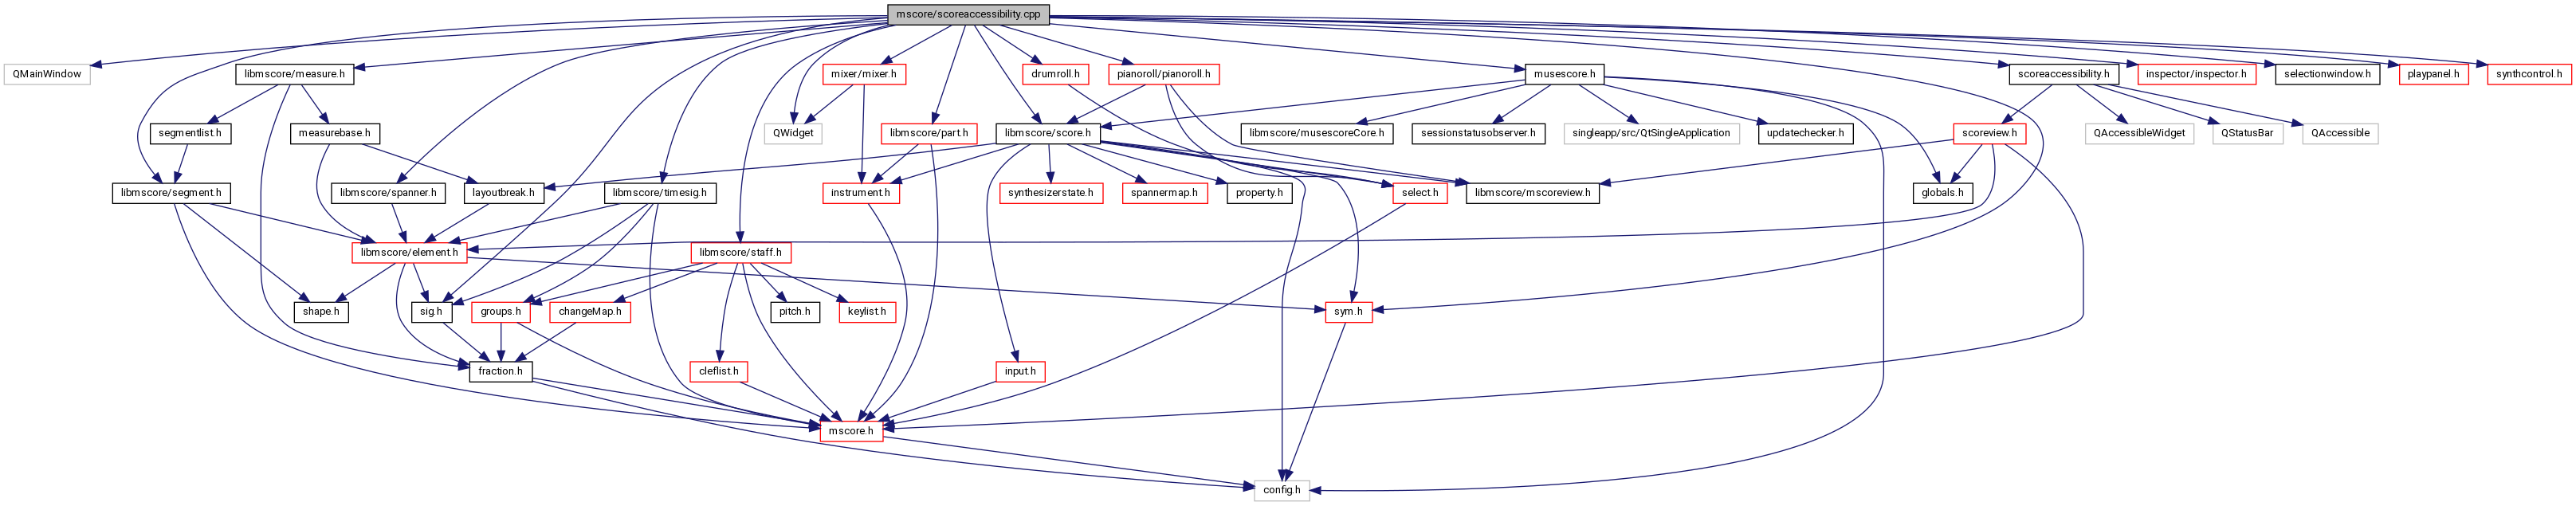 mscore/scoreaccessibility.cpp
QMainWindow
libmscore/measure.h
mixer/mixer.h
drumroll.h
pianoroll/pianoroll.h
musescore.h
scoreaccessibility.h
inspector/inspector.h
selectionwindow.h
playpanel.h
synthcontrol.h
segmentlist.h
measurebase.h
QWidget
libmscore/part.h
libmscore/score.h
libmscore/musescoreCore.h
sessionstatusobserver.h
singleapp/src/QtSingleApplication
updatechecker.h
scoreview.h
QAccessibleWidget
QStatusBar
QAccessible
libmscore/segment.h
libmscore/spanner.h
layoutbreak.h
libmscore/timesig.h
instrument.h
synthesizerstate.h
spannermap.h
property.h
select.h
libmscore/mscoreview.h
globals.h
libmscore/element.h
libmscore/staff.h
shape.h
sig.h
groups.h
changeMap.h
pitch.h
keylist.h
sym.h
fraction.h
cleflist.h
input.h
mscore.h
config.h